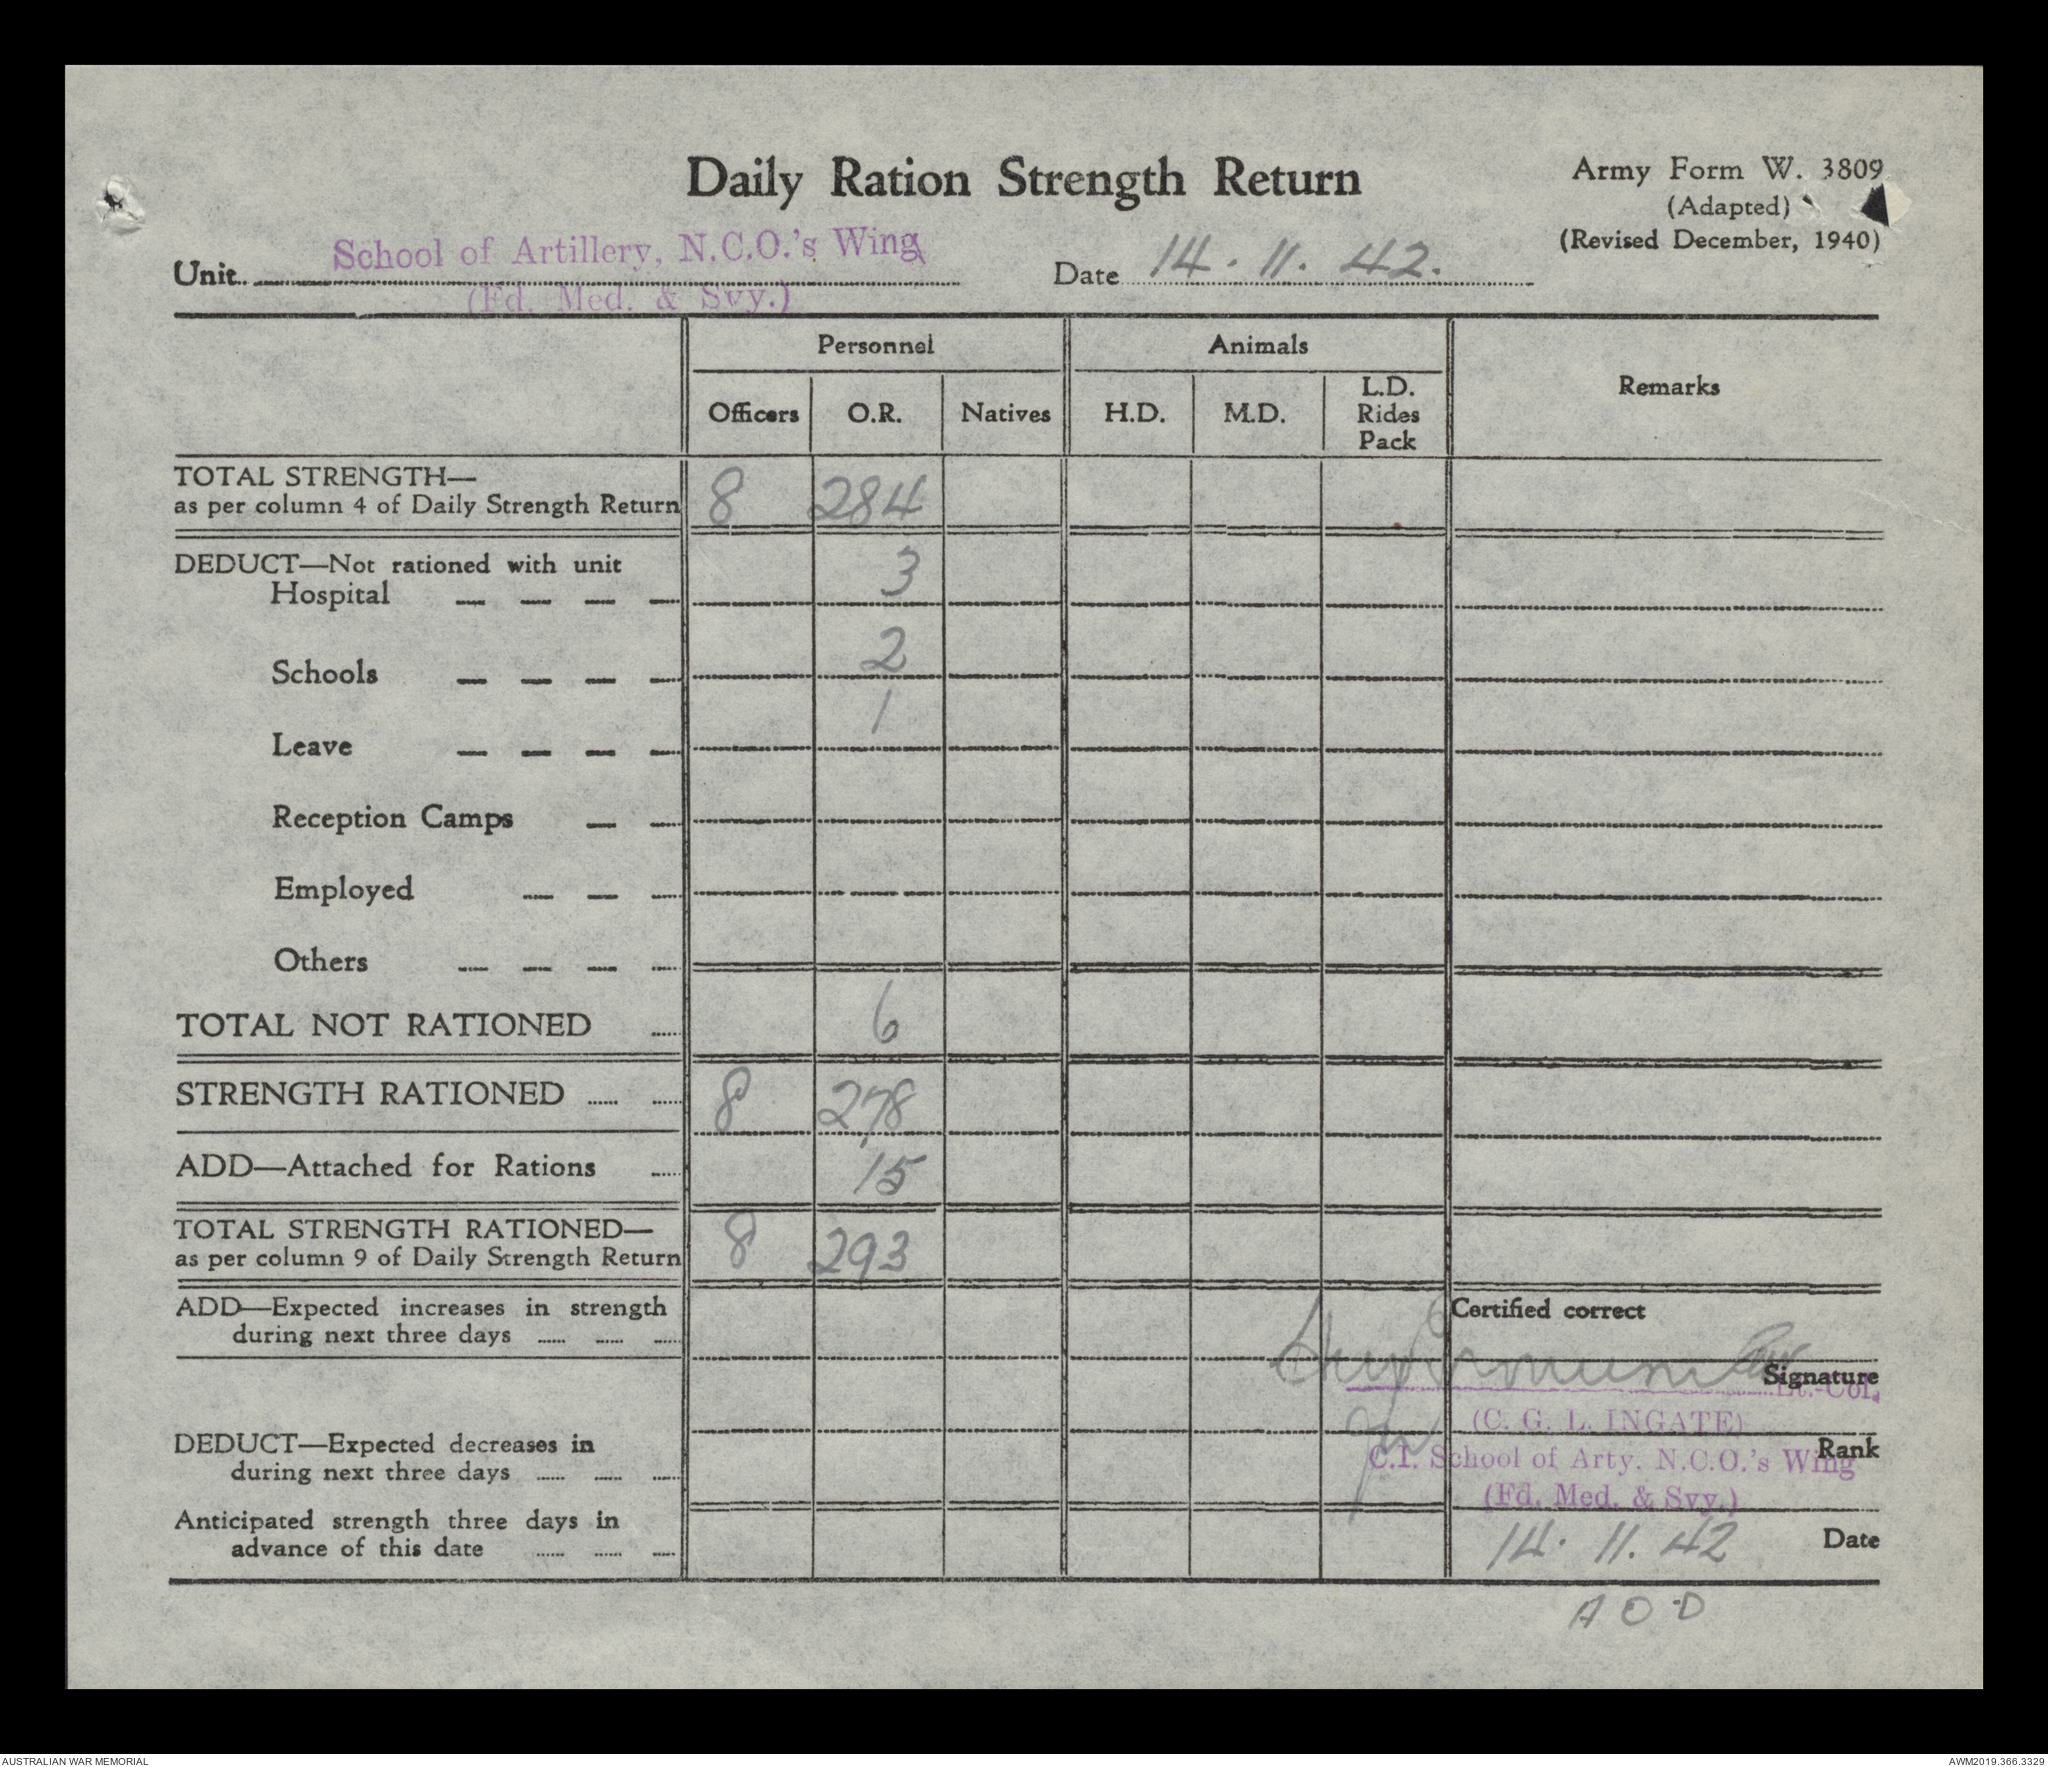 Daily Ration Strength Return
Army Form W. 3809
(Adapted)
(Revised December, 1940)
Unit School of Artillery, N.C.O.'s Wing
(Fd. Med. & Svy.)
Date 14. 11. 42.
Personnel Animals Remarks
Officers O.R. Natives H.D. M.D. L.D. Rides Pack
TOTAL STRENGTH—
as per column 4 of Daily Strength Return 8 284
DEDUCT—Not rationed with unit
Hospital 3
Schools 2
Leave 1
Reception Camps
Employed
Others
TOTAL NOT RATIONED 6
STRENGTH RATIONED 8 278
ADD—Attached for Rations 15
TOTAL STRENGTH RATIONED—
as per column 9 of Daily Strength Return 8 293
ADD—Expected increases in strength
during next three days
Certified correct
Signature
Lt.-Col.
(C. G. L. INGATE)
DEDUCT—Expected decreases in
during next three days
Rank
C.I. School of Arty. N.C.O.'s Wing
(Fd. Med. & Svy.)
Anticipated strength three days in
advance of this date
14. 11. 42 Date
A O D
AUSTRALIAN WAR MEMORIAL
AWM2019.366.3329